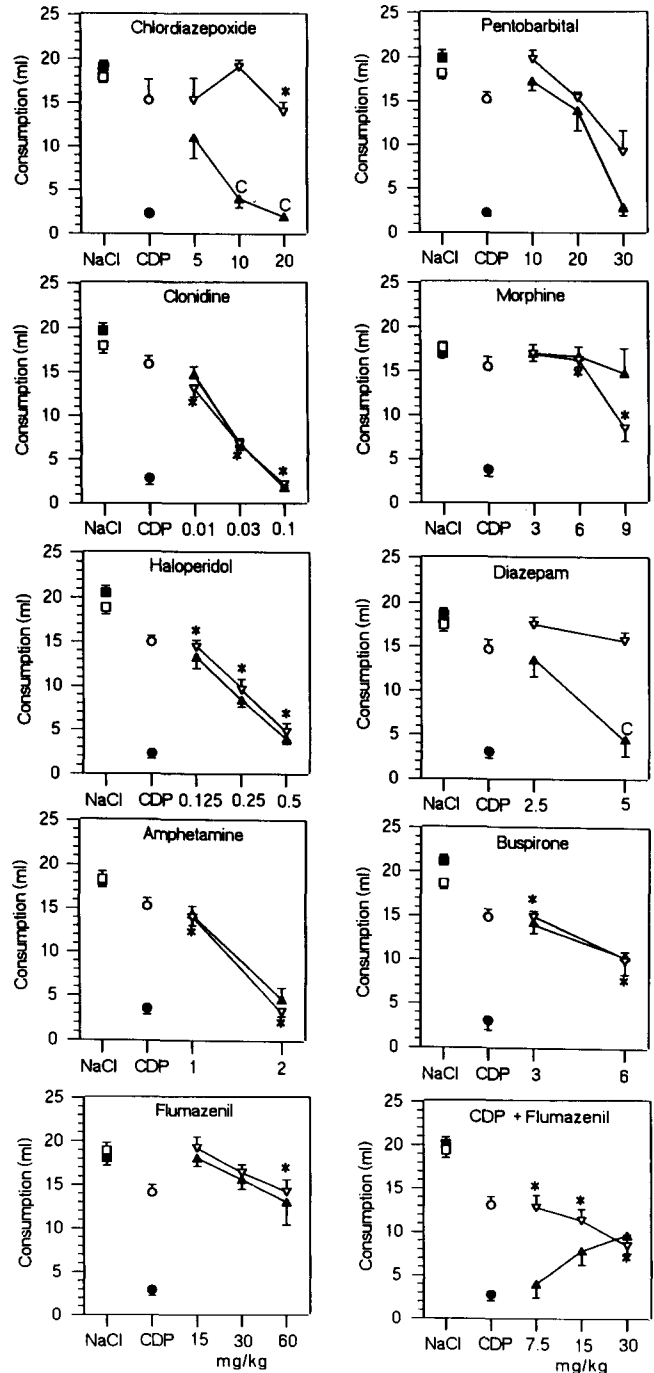 Chlordiazepoxide
Consumption (ml)
25
20
15
10
5
0
*
C
C
NaCl CDP 5 10 20
Pentobarbital
Consumption (ml)
25
20
15
10
5
0
NaCl CDP 10 20 30
Clonidine
Consumption (ml)
25
20
15
10
5
0
*
*
*
NaCl CDP 0.01 0.03 0.1
Morphine
Consumption (ml)
25
20
15
10
5
0
*
*
NaCl CDP 3 6 9
Haloperidol
Consumption (ml)
25
20
15
10
5
0
*
*
*
NaCl CDP 0.125 0.25 0.5
Diazepam
Consumption (ml)
25
20
15
10
5
0
C
NaCl CDP 2.5 5
Amphetamine
Consumption (ml)
25
20
15
10
5
0
*
*
NaCl CDP 1 2
Buspirone
Consumption (ml)
25
20
15
10
5
0
*
*
NaCl CDP 3 6
Flumazenil
Consumption (ml)
25
20
15
10
5
0
*
NaCl CDP 15 30 60
mg/kg
CDP + Flumazenil
Consumption (ml)
25
20
15
10
5
0
*
*
*
NaCl CDP 7.5 15 30
mg/kg